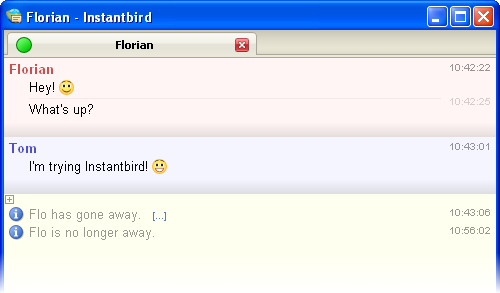 Florian - Instantbird
Florian
Florian 10:42:22
Hey!
What's up? 10:42:25
Tom 10:43:01
I'm trying Instantbird!
Flo has gone away. [...] 10:43:06
Flo is no longer away. 10:56:02